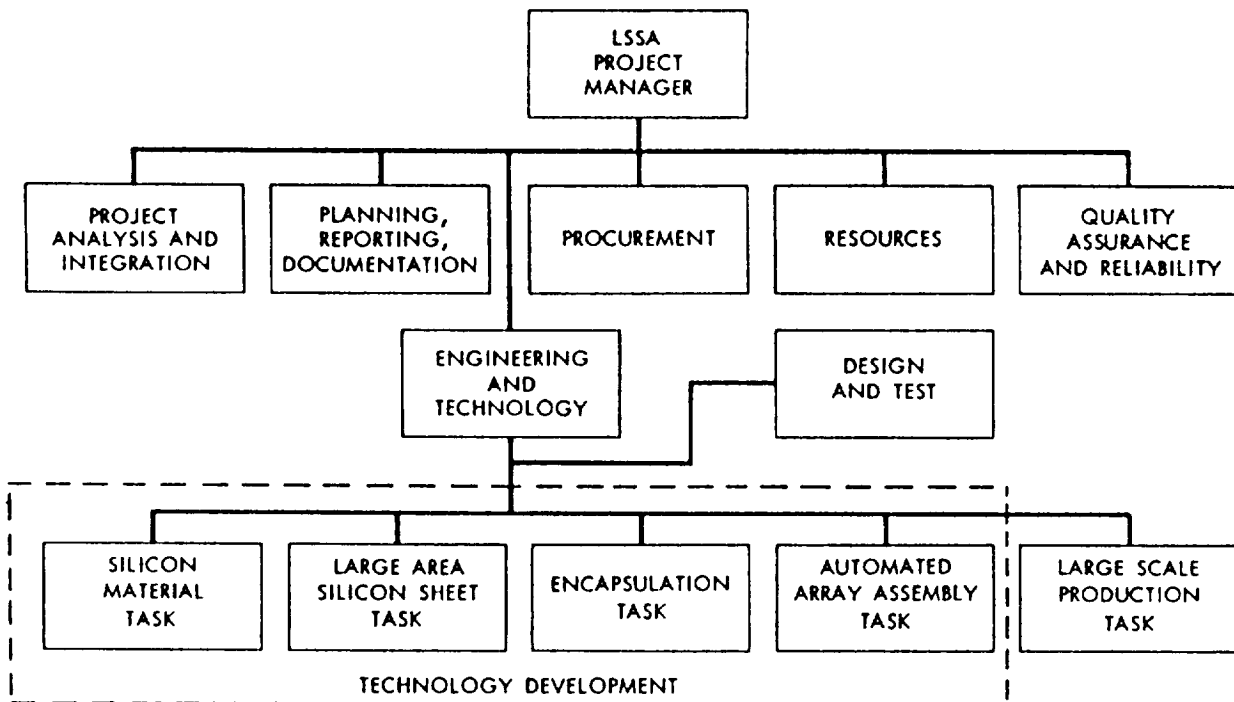 LSSA
PROJECT
MANAGER
PROJECT
ANALYSIS AND
INTEGRATION
PLANNING,
REPORTING,
DOCUMENTATION
PROCUREMENT
RESOURCES
QUALITY
ASSURANCE
AND RELIABILITY
ENGINEERING
AND
TECHNOLOGY
DESIGN
AND TEST
SILICON
MATERIAL
TASK
LARGE AREA
SILICON SHEET
TASK
ENCAPSULATION
TASK
AUTOMATED
ARRAY ASSEMBLY
TASK
LARGE SCALE
PRODUCTION
TASK
TECHNOLOGY DEVELOPMENT